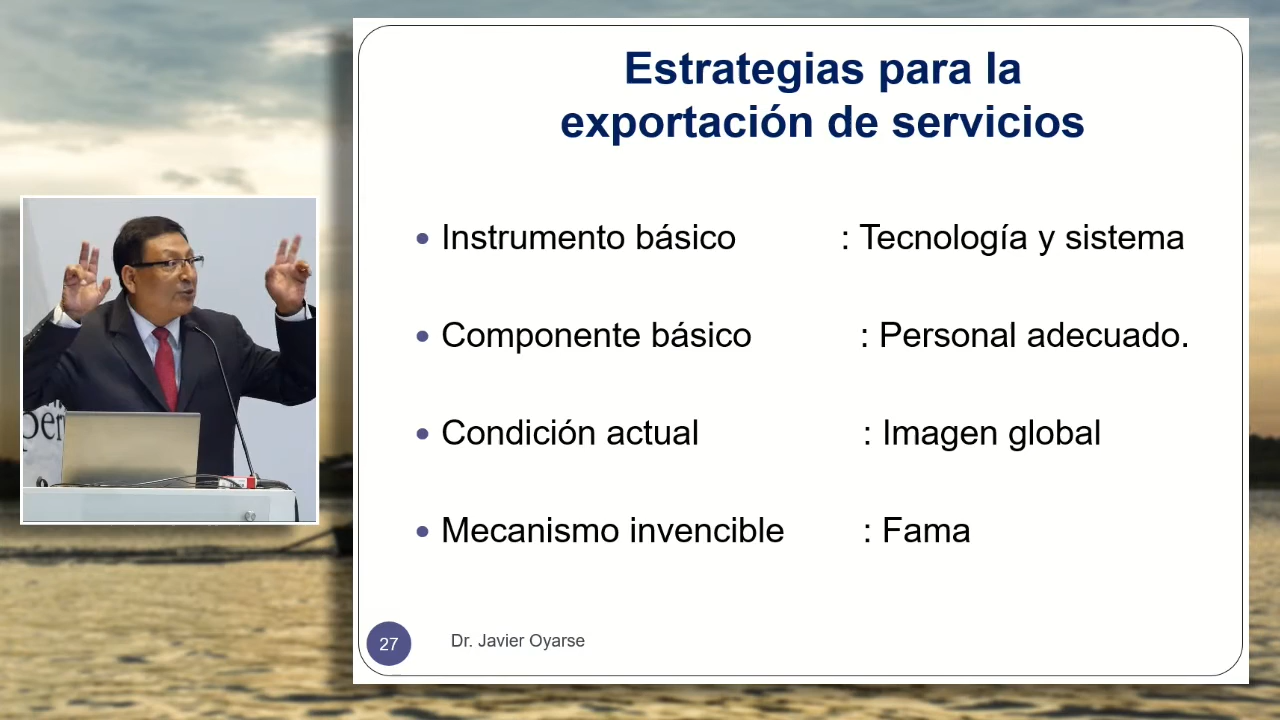 Estrategias para la
exportación de servicios
• Instrumento básico : Tecnología y sistema
• Componente básico : Personal adecuado.
• Condición actual : Imagen global
• Mecanismo invencible : Fama
27 Dr. Javier Oyarse